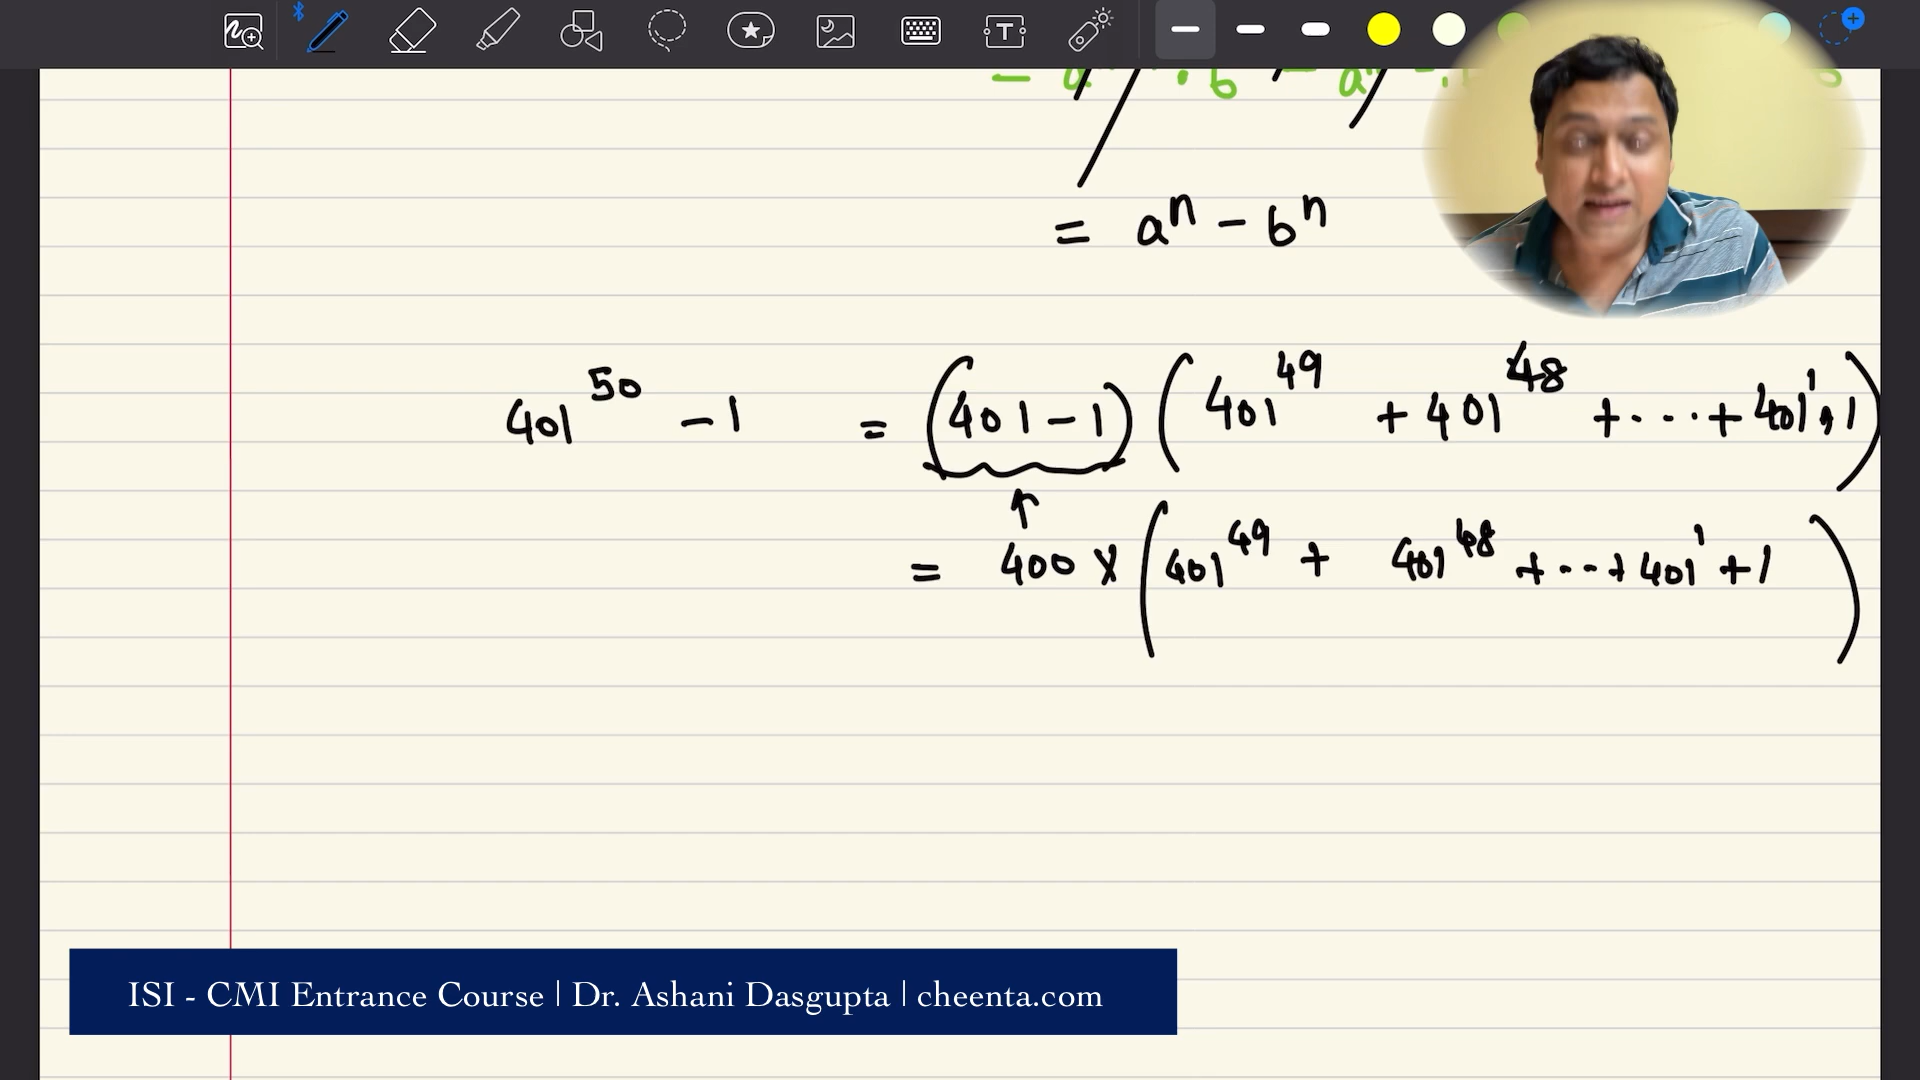 = aⁿ - bⁿ
401⁵⁰ - 1 = (401-1) (401⁴⁹ + 401⁴⁸ + ... + 401¹ + 1)
= 400 × (401⁴⁹ + 401⁴⁸ + ... + 401¹ + 1)
ISI - CMI Entrance Course | Dr. Ashani Dasgupta | cheenta.com